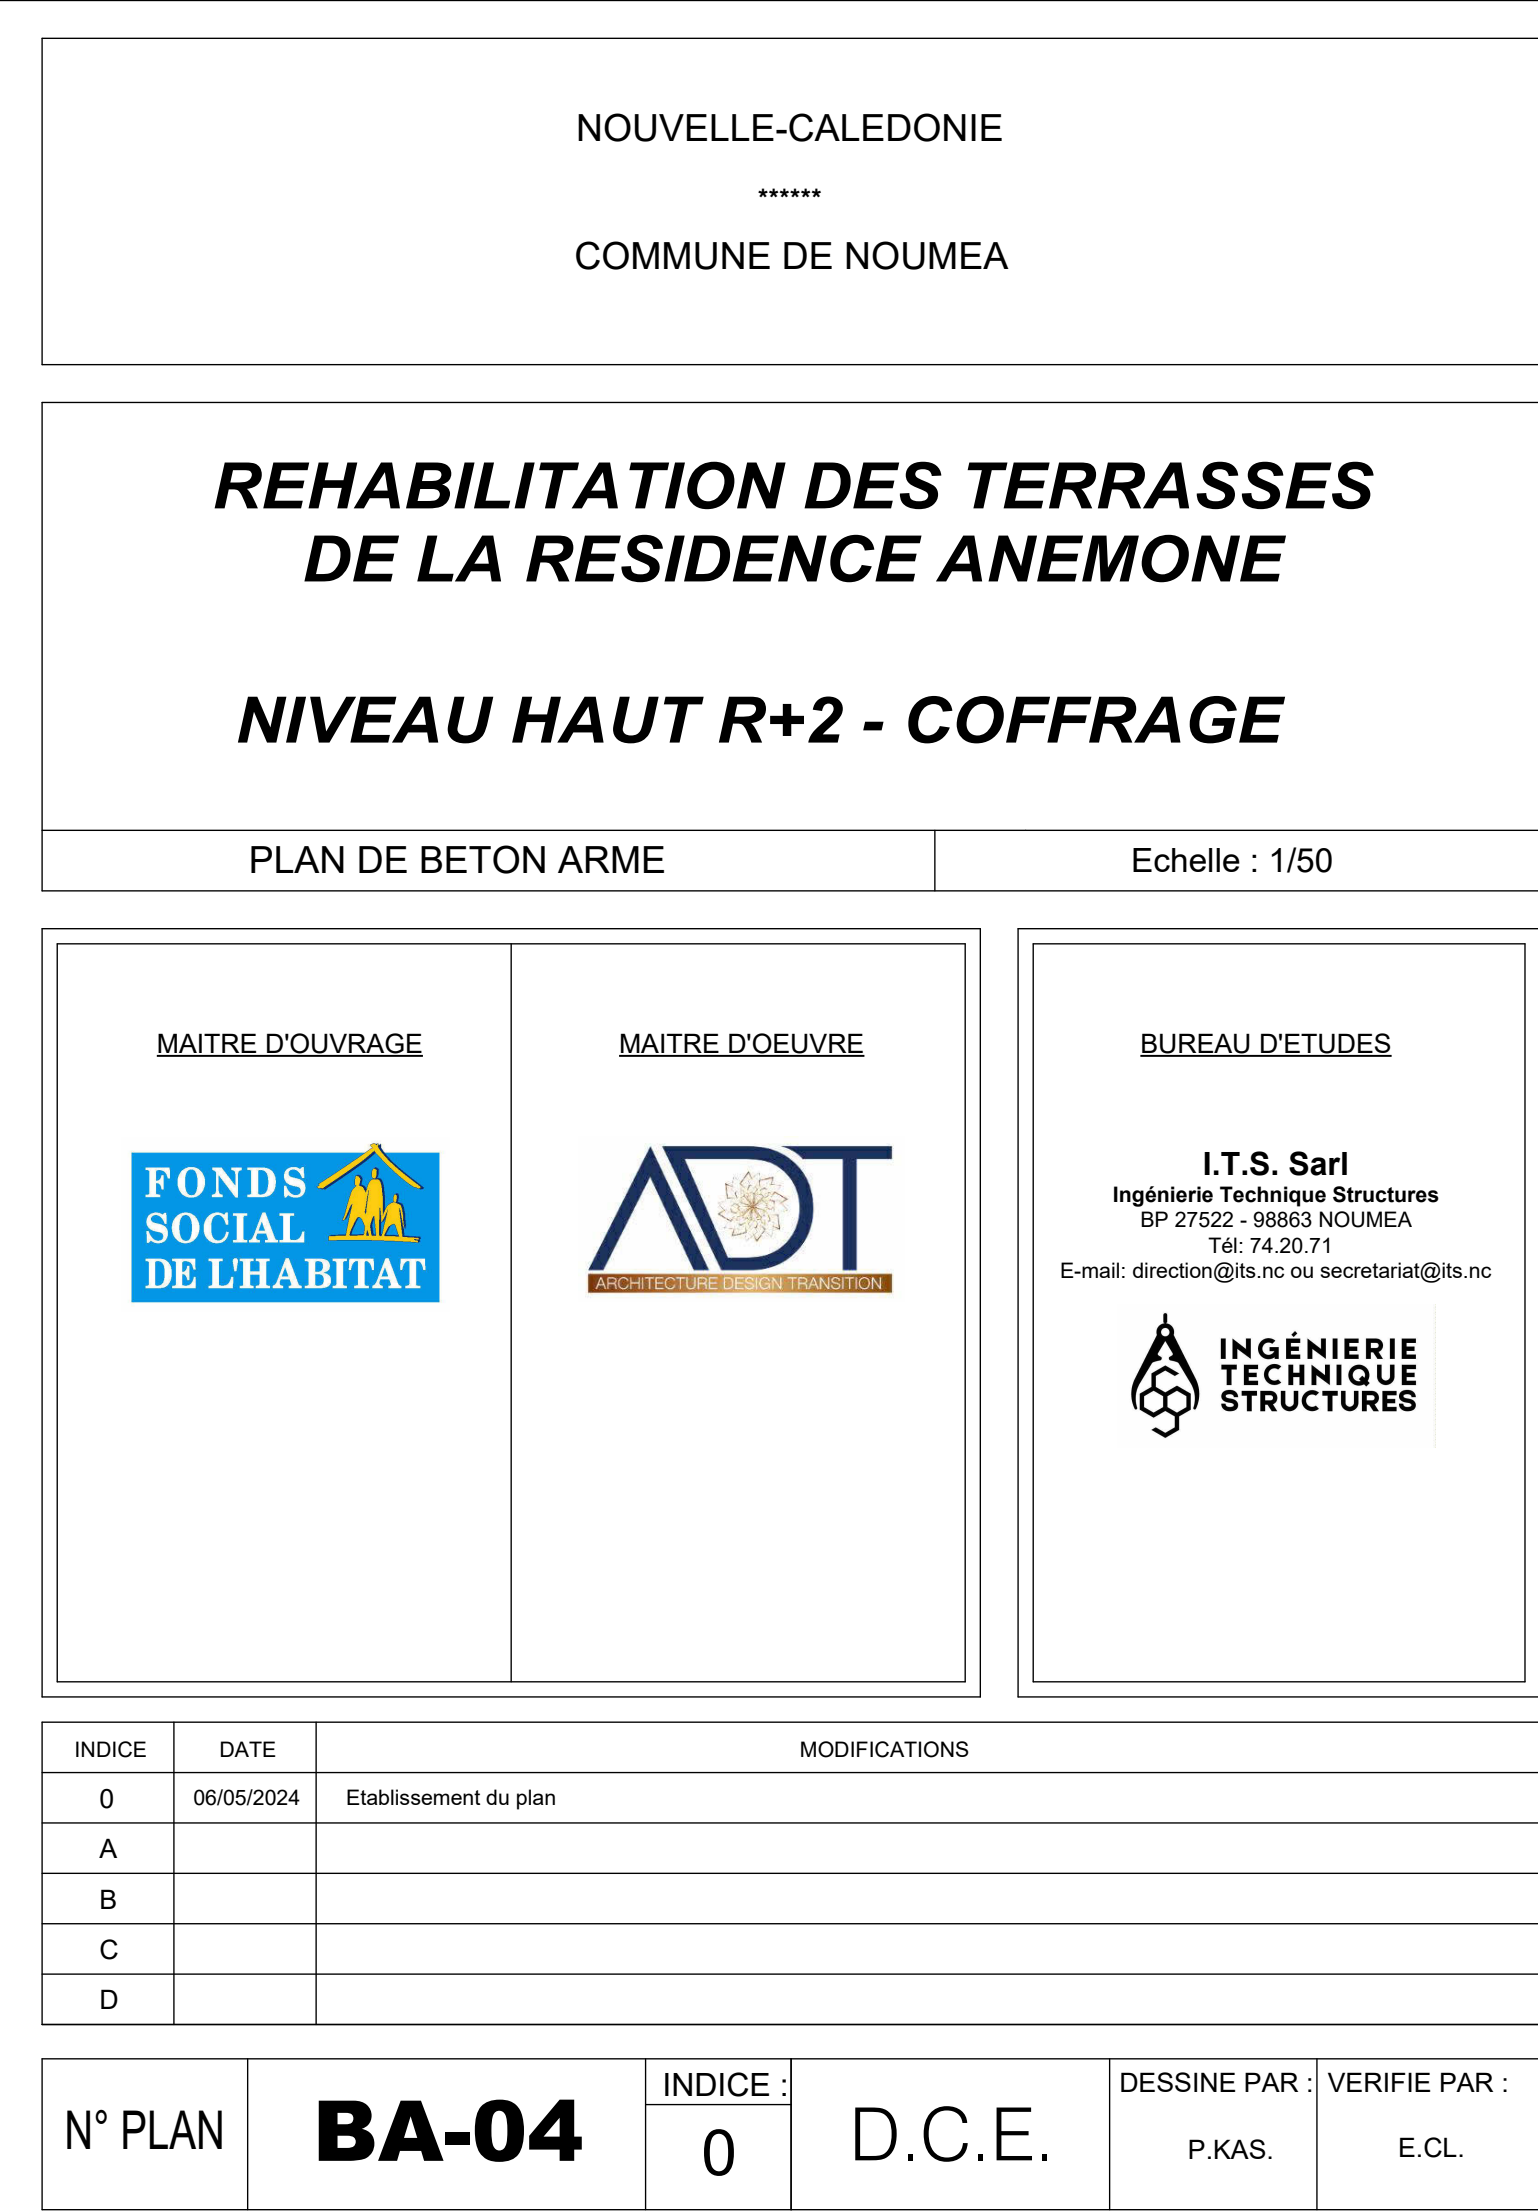 NOUVELLE-CALEDONIE
******
COMMUNE DE NOUMEA
REHABILITATION DES TERRASSES
DE LA RESIDENCE ANEMONE
NIVEAU HAUT R+2 - COFFRAGE
PLAN DE BETON ARME
Echelle : 1/50
MAITRE D'OUVRAGE
FONDS
SOCIAL
DE L'HABITAT
MAITRE D'OEUVRE
ADT
ARCHITECTURE DESIGN TRANSITION
BUREAU D'ETUDES
I.T.S. Sarl
Ingénierie Technique Structures
BP 27522 - 98863 NOUMEA
Tél: 74.20.71
E-mail: direction@its.nc ou secretariat@its.nc
INGÉNIERIE
TECHNIQUE
STRUCTURES
INDICE DATE MODIFICATIONS
0 06/05/2024 Etablissement du plan
A
B
C
D
N° PLAN
BA-04
INDICE :
0
D.C.E.
DESSINE PAR :
P.KAS.
VERIFIE PAR :
E.CL.